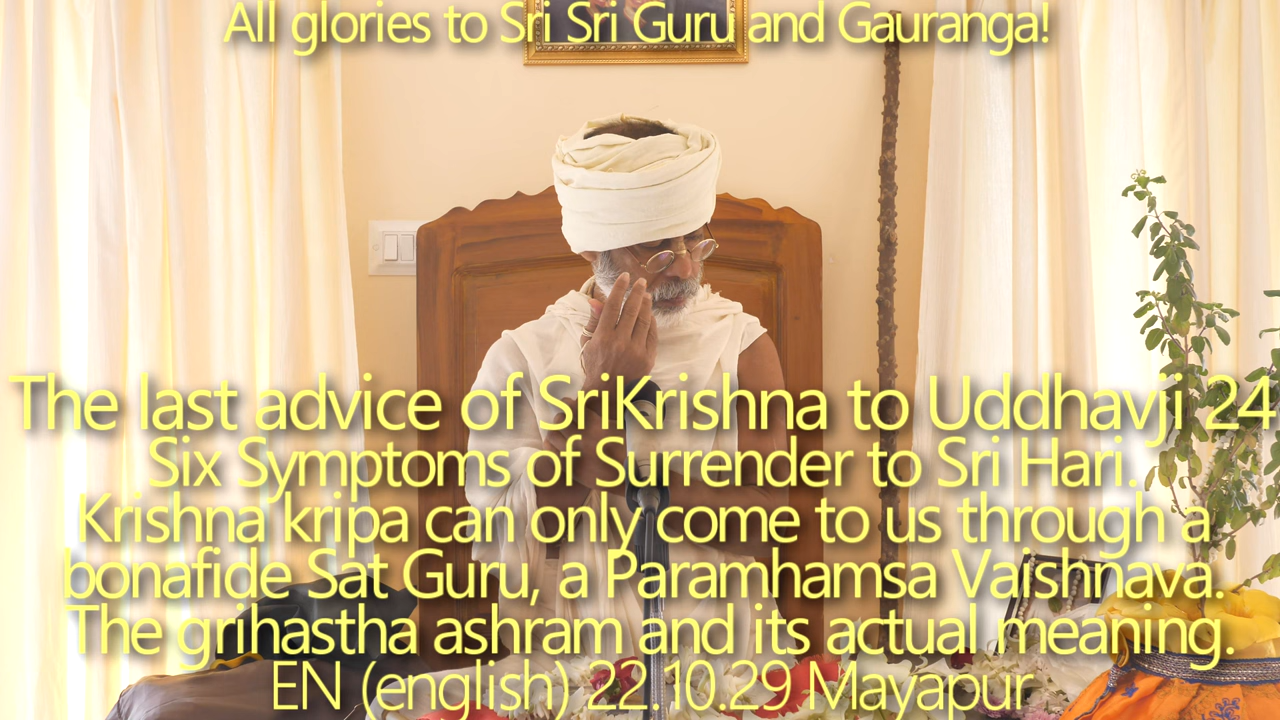 All glories to Sri Sri Guru and Gauranga!
The last advice of SriKrishna to Uddhavji 24
Six Symptoms of Surrender to Sri Hari.
Krishna kripa can only come to us through a
bonafide Sat Guru, a Paramhamsa Vaishnava.
The grihastha ashram and its actual meaning.
EN (english) 22.10.29 Mayapur